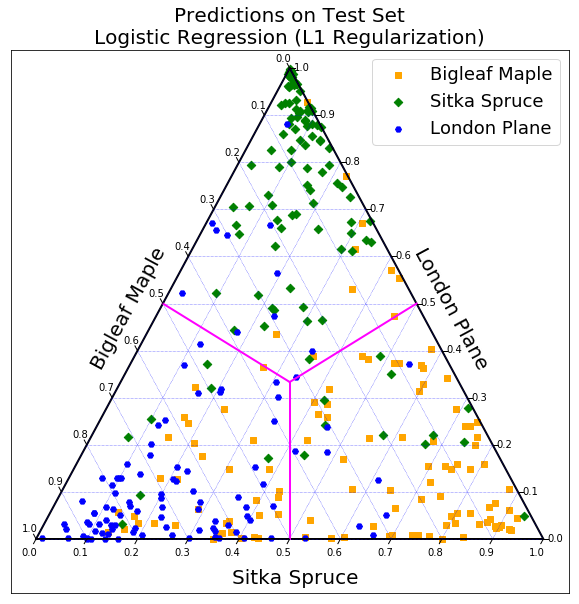 Predictions on Test Set
Logistic Regression (L1 Regularization)
Bigleaf Maple
Sitka Spruce
London Plane
0.0
0.1
0.2
0.3
0.4
0.5
0.6
0.7
0.8
0.9
1.0
Bigleaf Maple
1.0
0.9
0.8
0.7
0.6
0.5
0.4
0.3
0.2
0.1
0.0
London Plane
0.0 0.1 0.2 0.3 0.4 0.5 0.6 0.7 0.8 0.9 1.0
Sitka Spruce